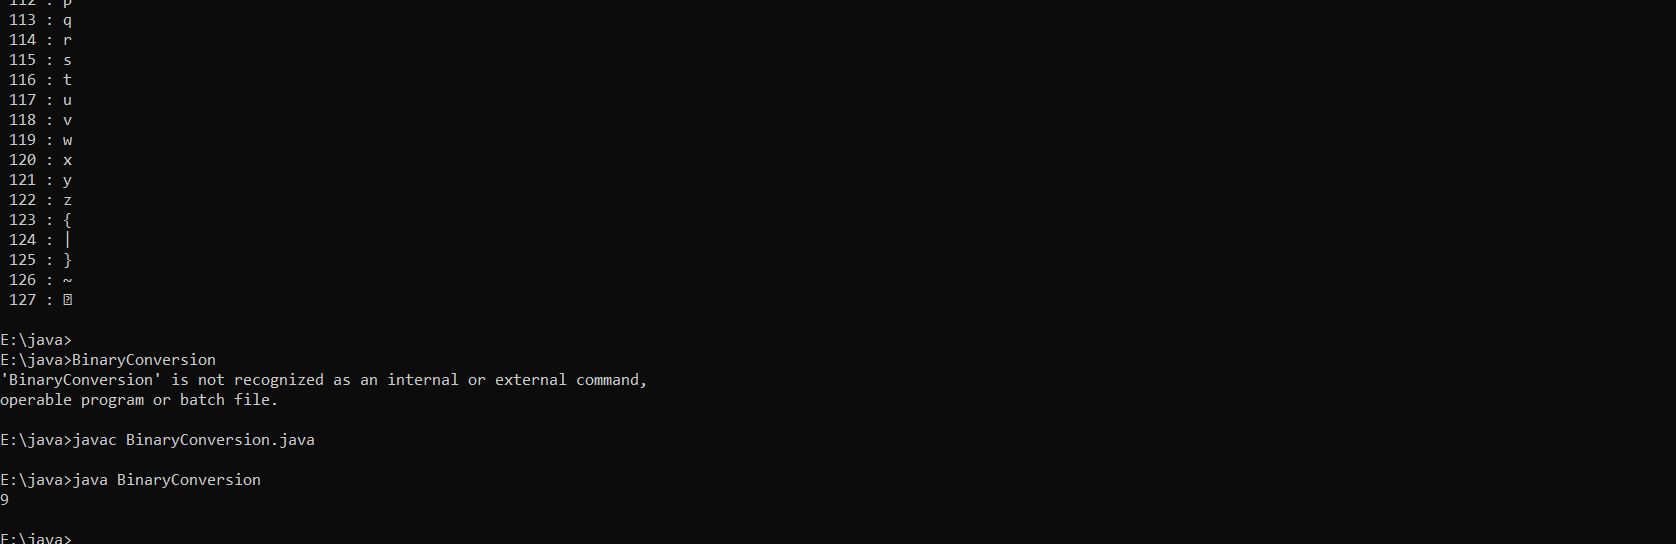 112 : p
113 : q
114 : r
115 : s
116 : t
117 : u
118 : v
119 : w
120 : x
121 : y
122 : z
123 : {
124 : |
125 : }
126 : ~
127 : 
E:\java>
E:\java>BinaryConversion
'BinaryConversion' is not recognized as an internal or external command,
operable program or batch file.
E:\java>javac BinaryConversion.java
E:\java>java BinaryConversion
9
E:\java>